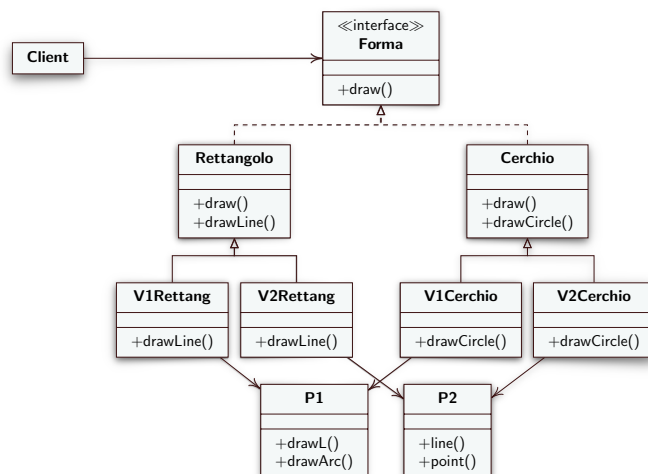 ≪interface≫
Forma
+draw()
Client
Rettangolo
+draw()
+drawLine()
Cerchio
+draw()
+drawCircle()
V1Rettang
+drawLine()
V2Rettang
+drawLine()
V1Cerchio
+drawCircle()
V2Cerchio
+drawCircle()
P1
+drawL()
+drawArc()
P2
+line()
+point()